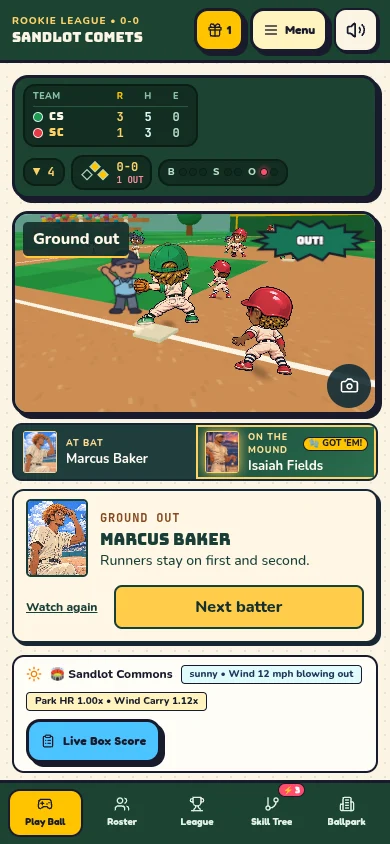 ROOKIE LEAGUE • 0-0
SANDLOT COMETS
1
Menu
TEAM R H E
CS 3 5 0
SC 1 3 0
▼ 4
0-0
1 OUT
B S O
Ground out
OUT!
AT BAT
Marcus Baker
ON THE
MOUND
GOT 'EM!
Isaiah Fields
GROUND OUT
MARCUS BAKER
Runners stay on first and second.
Watch again
Next batter
Sandlot Commons
sunny • Wind 12 mph blowing out
Park HR 1.00x • Wind Carry 1.12x
Live Box Score
⚡ 3
Play Ball
Roster
League
Skill Tree
Ballpark